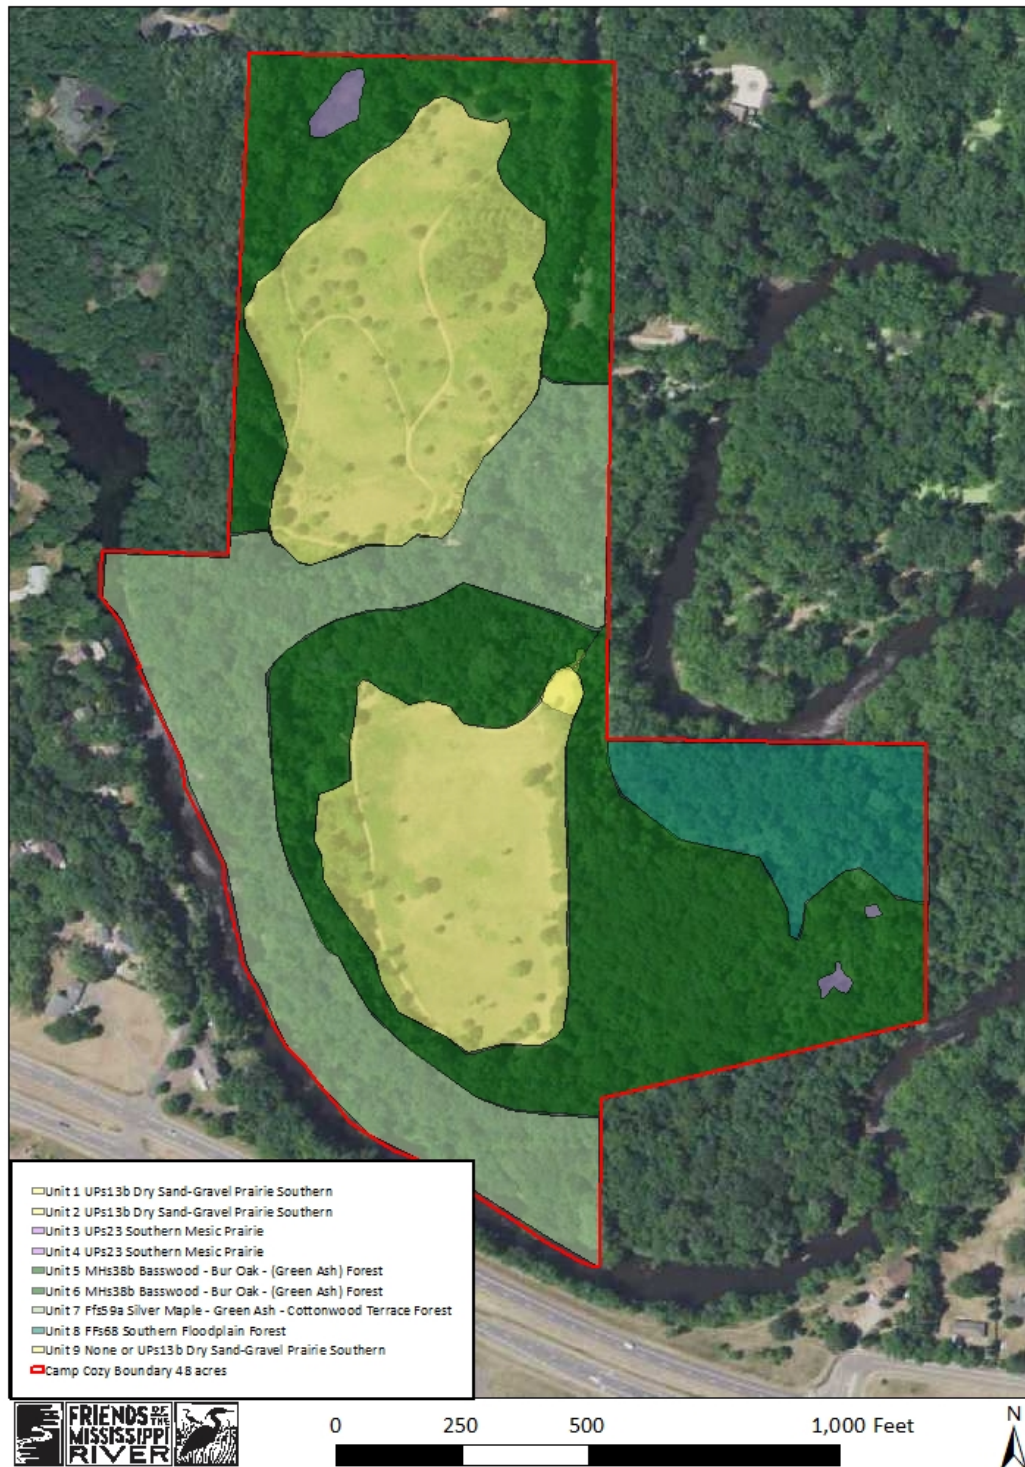 Unit 1 UPs13b Dry Sand-Gravel Prairie Southern
Unit 2 UPs13b Dry Sand-Gravel Prairie Southern
Unit 3 UPs23 Southern Mesic Prairie
Unit 4 UPs23 Southern Mesic Prairie
Unit 5 MHs38b Basswood - Bur Oak - (Green Ash) Forest
Unit 6 MHs38b Basswood - Bur Oak - (Green Ash) Forest
Unit 7 Ffs59a Silver Maple - Green Ash - Cottonwood Terrace Forest
Unit 8 FFs68 Southern Floodplain Forest
Unit 9 None or UPs13b Dry Sand-Gravel Prairie Southern
Camp Cozy Boundary 48 acres
FRIENDS OF THE
MISSISSIPPI
RIVER
0 250 500 1,000 Feet
N